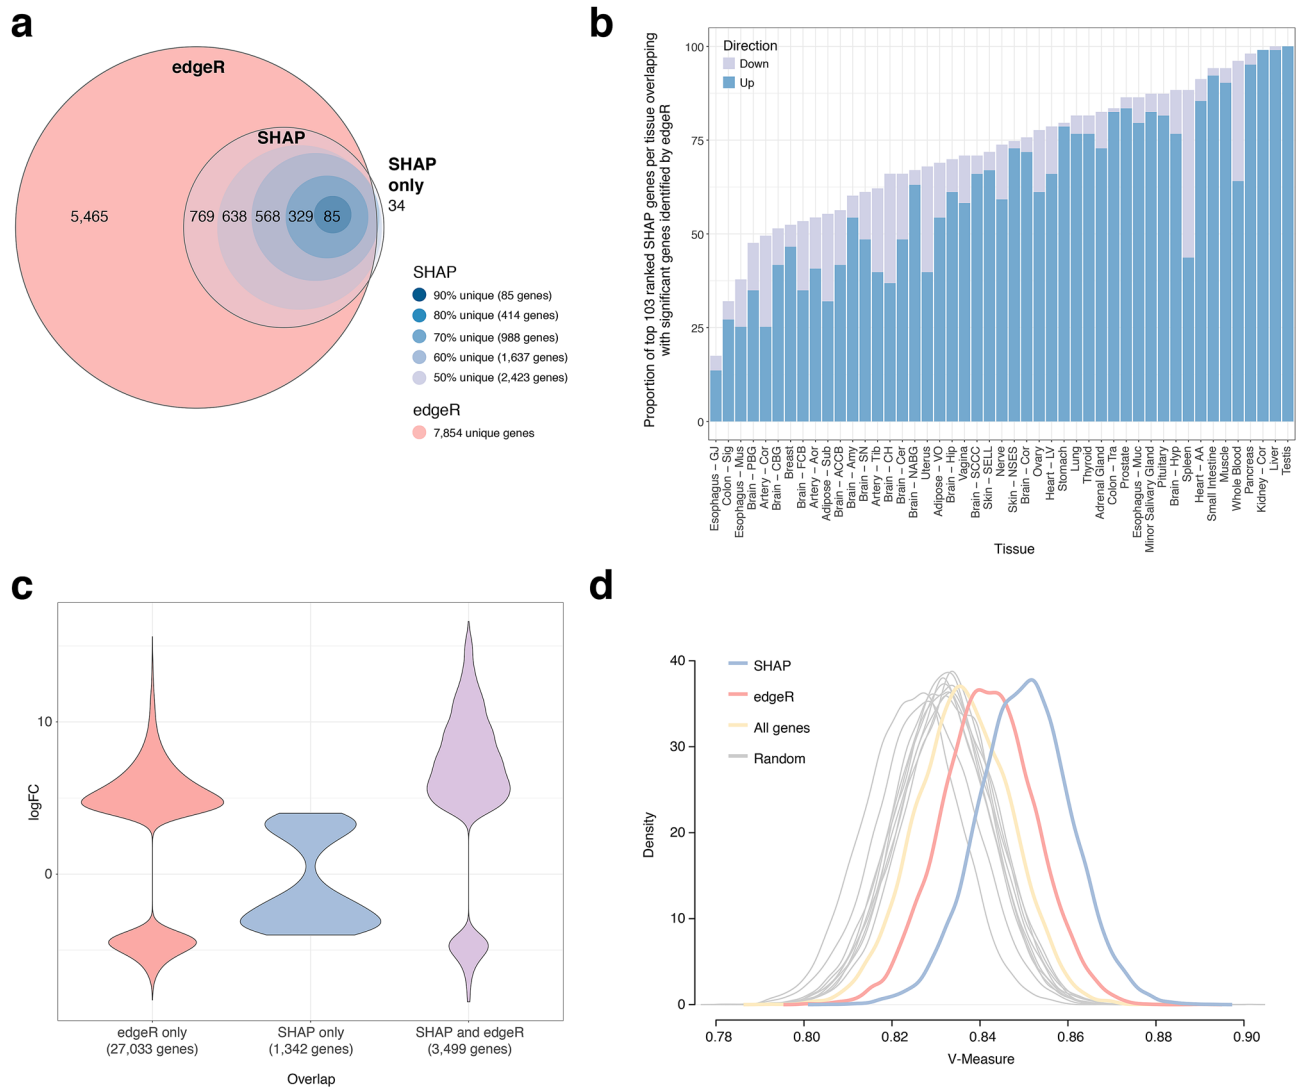 a
edgeR
SHAP
SHAP
only
34
5,465
769
638
568
329
85
SHAP
90% unique (85 genes)
80% unique (414 genes)
70% unique (988 genes)
60% unique (1,637 genes)
50% unique (2,423 genes)
edgeR
7,854 unique genes
b
Proportion of top 103 ranked SHAP genes per tissue overlapping
with significant genes identified by edgeR
100
75
50
25
0
Direction
Down
Up
Esophagus – GJ
Colon – Sig
Esophagus – Mus
Brain – PBG
Artery – Cor
Brain – CBG
Breast
Brain – FCB
Artery – Aor
Adipose – Sub
Brain – ACCB
Brain – Amy
Brain – SN
Artery – Tib
Brain – CH
Brain – Cer
Brain – NABG
Uterus
Adipose – VO
Brain – Hip
Vagina
Brain – SCCC
Skin – SELL
Nerve
Skin – NSES
Brain – Cor
Ovary
Heart – LV
Stomach
Lung
Thyroid
Adrenal Gland
Colon – Tra
Prostate
Esophagus – Muc
Minor Salivary Gland
Pituitary
Brain – Hyp
Spleen
Heart – AA
Small Intestine
Muscle
Whole Blood
Pancreas
Kidney – Cor
Liver
Testis
Tissue
c
logFC
10
0
edgeR only
(27,033 genes)
SHAP only
(1,342 genes)
SHAP and edgeR
(3,499 genes)
Overlap
d
Density
40
30
20
10
0
SHAP
edgeR
All genes
Random
0.78
0.80
0.82
0.84
0.86
0.88
0.90
V-Measure